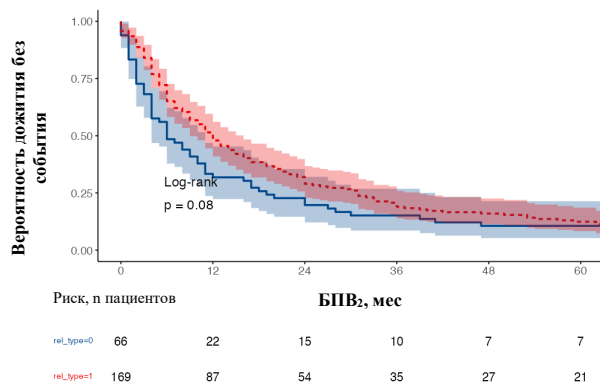 Вероятность дожития без
события
1.00
0.75
0.50
0.25
0.00
Log-rank
p = 0.08
0 12 24 36 48 60
Риск, n пациентов
БПВ₂, мес
rel_type=0 66 22 15 10 7 7
rel_type=1 169 87 54 35 27 21